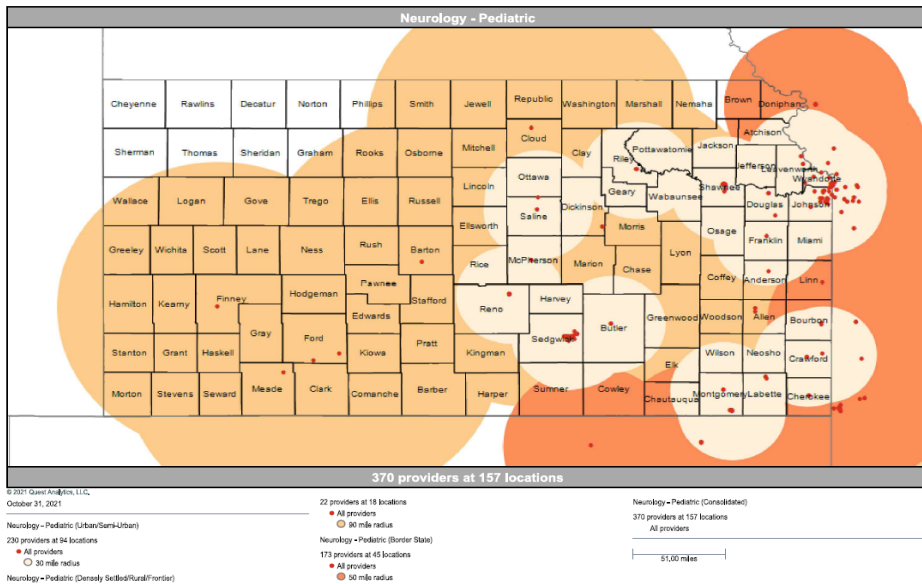 Neurology - Pediatric
Cheyenne Rawlins Decatur Norton Phillips Smith Jewell Republic Washington Marshall Nemaha Brown Doniphan
Sherman Thomas Sheridan Graham Rooks Osborne Mitchell Cloud Clay Riley Pottawatomie Jackson Atchison
Jefferson Leavenworth
Wyandotte
Wallace Logan Gove Trego Ellis Russell Lincoln Ottawa Geary Wabaunsee Shawnee
Saline Dickinson Douglas Johnson
Greeley Wichita Scott Lane Ness Rush Barton Ellsworth Morris Osage Franklin Miami
Rice McPherson Marion Chase Lyon
Hamilton Kearny Finney Hodgeman Pawnee Stafford Coffey Anderson Linn
Gray Ford Edwards Reno Harvey Butler Greenwood Woodson Allen Bourbon
Stanton Grant Haskell Kiowa Pratt Kingman Sedgwick Elk Wilson Neosho Crawford
Morton Stevens Seward Meade Clark Comanche Barber Harper Sumner Cowley Chautauqua Montgomery Labette Cherokee
370 providers at 157 locations
© 2021 Quest Analytics, LLC.
October 31, 2021
Neurology - Pediatric (Urban/Semi-Urban)
230 providers at 94 locations
All providers
30 mile radius
Neurology - Pediatric (Densely Settled/Rural/Frontier)
22 providers at 18 locations
All providers
90 mile radius
Neurology - Pediatric (Border State)
173 providers at 45 locations
All providers
50 mile radius
Neurology - Pediatric (Consolidated)
370 providers at 157 locations
All providers
51.00 miles